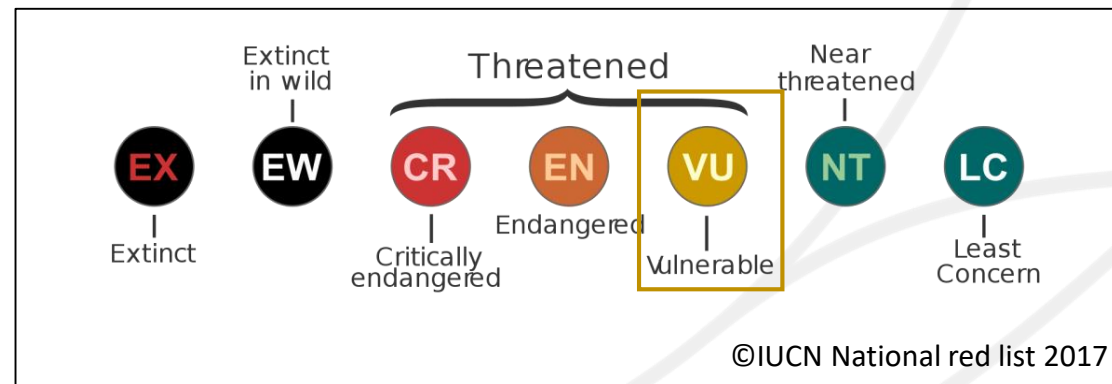 Extinct
in wild
Threatened
Near
threatened
EX
EW
CR
EN
VU
NT
LC
Extinct
Critically
endangered
Endangered
Vulnerable
Least
Concern
©IUCN National red list 2017